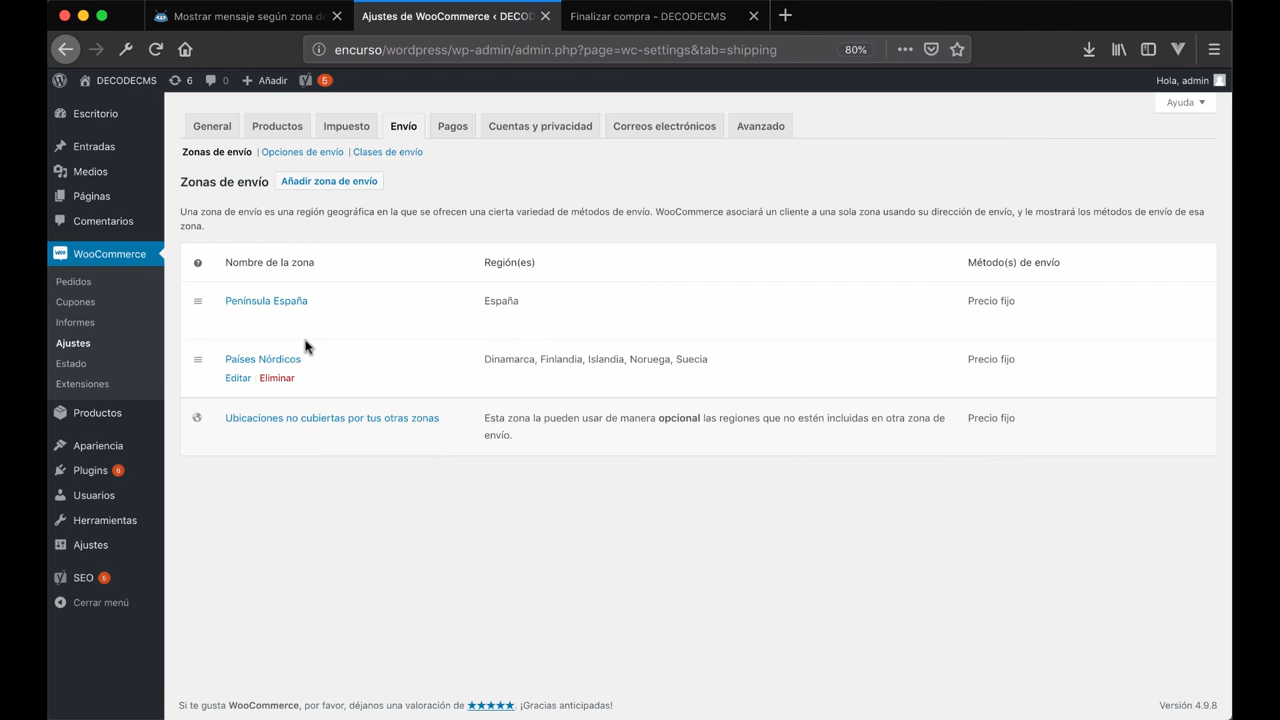 Mostrar mensaje según zona d
Ajustes de WooCommerce ‹ DECOD
Finalizar compra - DECODECMS
encurso/wordpress/wp-admin/admin.php?page=wc-settings&tab=shipping
80%
DECODECMS
6
0
Añadir
5
Hola, admin
Escritorio
Entradas
Medios
Páginas
Comentarios
WooCommerce
Pedidos
Cupones
Informes
Ajustes
Estado
Extensiones
Productos
Apariencia
Plugins 6
Usuarios
Herramientas
Ajustes
SEO 6
Cerrar menú
Ayuda
General Productos Impuesto Envío Pagos Cuentas y privacidad Correos electrónicos Avanzado
Zonas de envío | Opciones de envío | Clases de envío
Zonas de envío Añadir zona de envío
Una zona de envío es una región geográfica en la que se ofrecen una cierta variedad de métodos de envío. WooCommerce asociará un cliente a una sola zona usando su dirección de envío, y le mostrará los métodos de envío de esa
zona.
Nombre de la zona Región(es) Método(s) de envío
Península España España Precio fijo
Países Nórdicos Dinamarca, Finlandia, Islandia, Noruega, Suecia Precio fijo
Editar | Eliminar
Ubicaciones no cubiertas por tus otras zonas Esta zona la pueden usar de manera opcional las regiones que no estén incluidas en otra zona de Precio fijo
envío.
Si te gusta WooCommerce, por favor, déjanos una valoración de ★★★★★. ¡Gracias anticipadas!
Versión 4.9.8